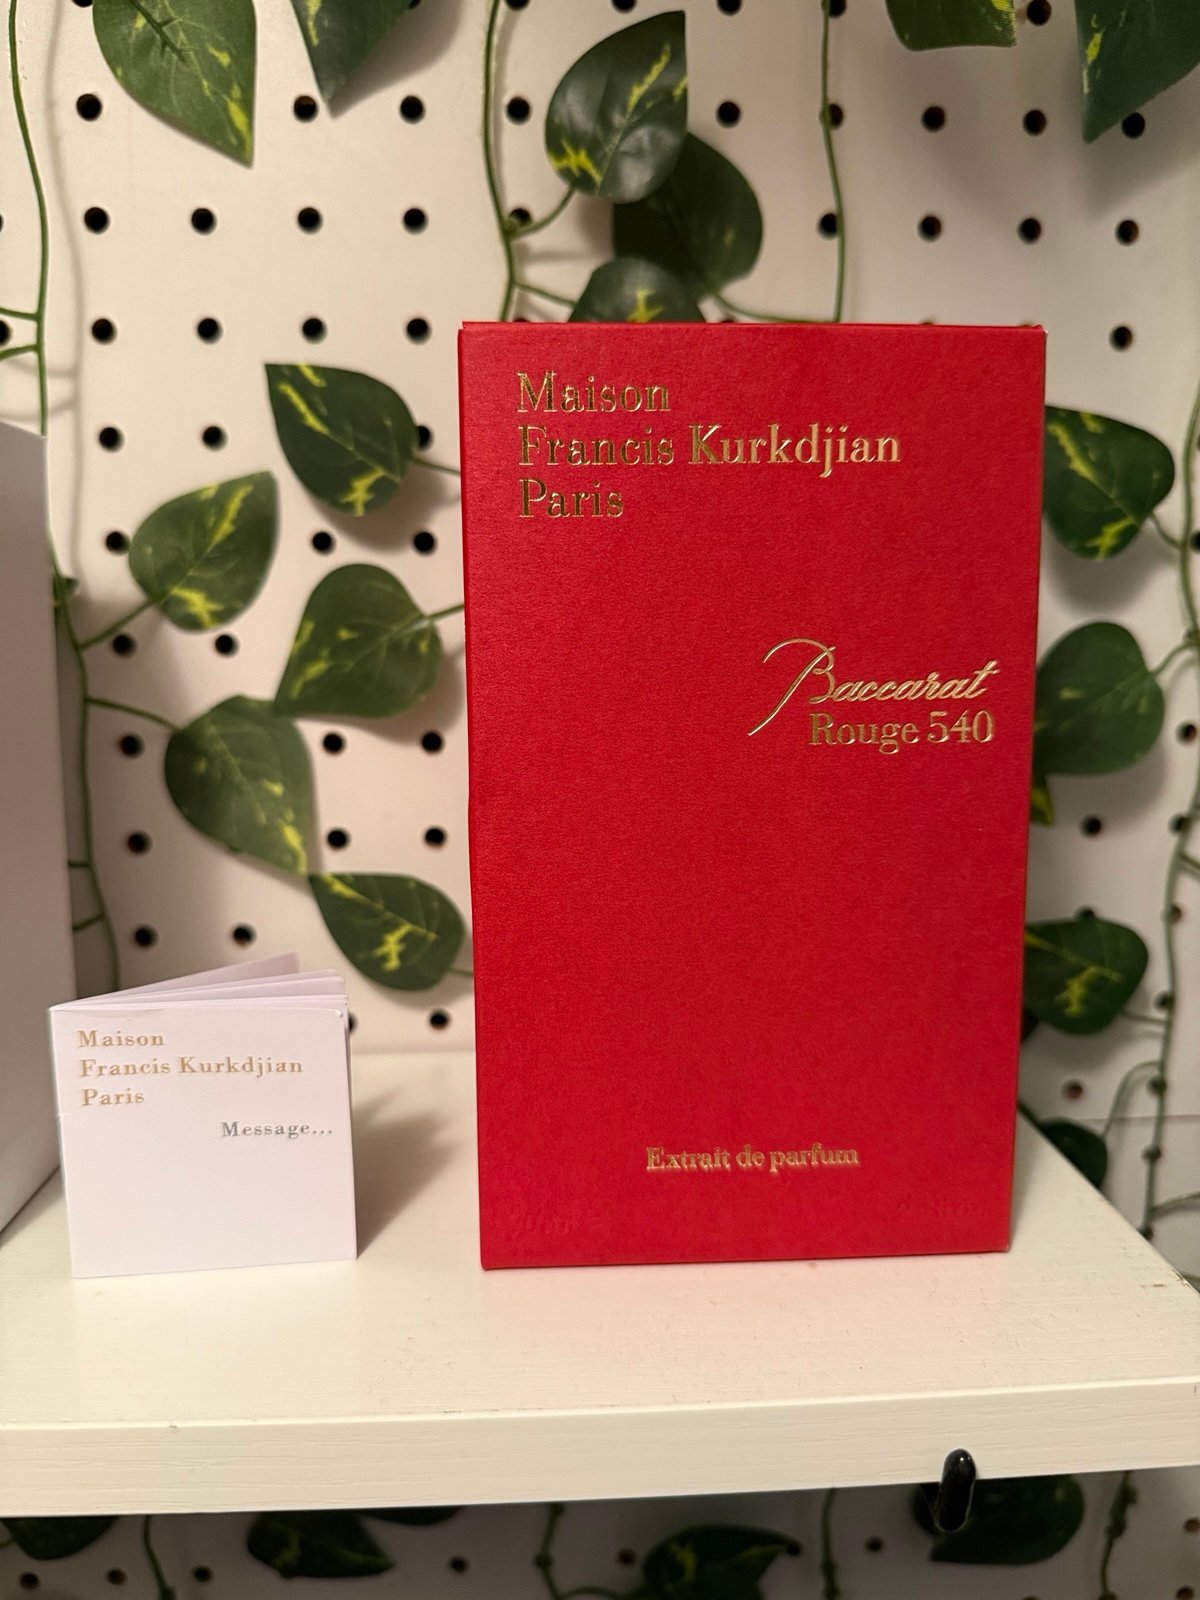 Maison
Francis Kurkdjian
Paris
Baccarat
Rouge 540
Extrait de parfum
Maison
Francis Kurkdjian
Paris
Message...